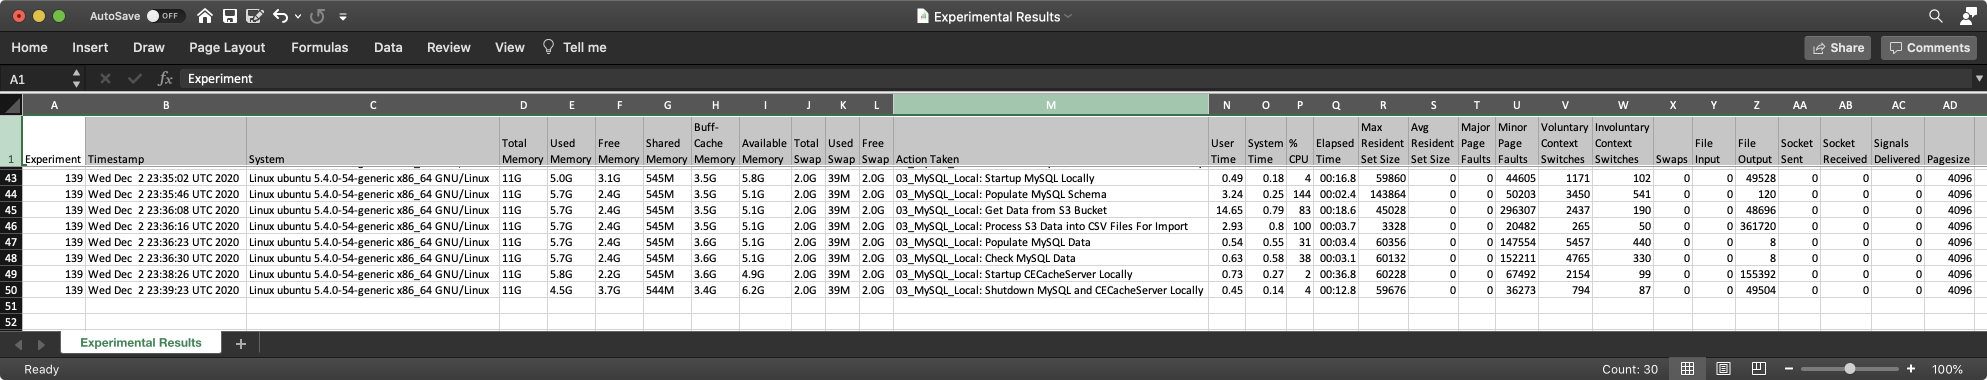 AutoSave OFF Experimental Results
Home Insert Draw Page Layout Formulas Data Review View Tell me Share Comments
A1 fx Experiment
A B C D E F G H I J K L M N O P Q R S T U V W X Y Z AA AB AC AD
1 Experiment Timestamp System Total Memory Used Memory Free Memory Shared Memory Buff-Cache Memory Available Memory Total Swap Used Swap Free Swap Action Taken User Time System Time % CPU Elapsed Time Max Resident Set Size Avg Resident Set Size Major Page Faults Minor Page Faults Voluntary Context Switches Involuntary Context Switches Swaps File Input File Output Socket Sent Socket Received Signals Delivered Pagesize
43 139 Wed Dec 2 23:35:02 UTC 2020 Linux ubuntu 5.4.0-54-generic x86_64 GNU/Linux 11G 5.0G 3.1G 545M 3.5G 5.8G 2.0G 39M 2.0G 03_MySQL_Local: Startup MySQL Locally 0.49 0.18 4 00:16.8 59860 0 0 44605 1171 102 0 0 49528 0 0 0 4096
44 139 Wed Dec 2 23:35:46 UTC 2020 Linux ubuntu 5.4.0-54-generic x86_64 GNU/Linux 11G 5.7G 2.4G 545M 3.5G 5.1G 2.0G 39M 2.0G 03_MySQL_Local: Populate MySQL Schema 3.24 0.25 144 00:02.4 143864 0 0 50203 3450 541 0 0 120 0 0 0 4096
45 139 Wed Dec 2 23:36:08 UTC 2020 Linux ubuntu 5.4.0-54-generic x86_64 GNU/Linux 11G 5.7G 2.4G 545M 3.5G 5.1G 2.0G 39M 2.0G 03_MySQL_Local: Get Data from S3 Bucket 14.65 0.79 83 00:18.6 45028 0 0 296307 2437 190 0 0 48696 0 0 0 4096
46 139 Wed Dec 2 23:36:16 UTC 2020 Linux ubuntu 5.4.0-54-generic x86_64 GNU/Linux 11G 5.7G 2.4G 545M 3.5G 5.1G 2.0G 39M 2.0G 03_MySQL_Local: Process S3 Data into CSV Files For Import 2.93 0.8 100 00:03.7 3328 0 0 20482 265 50 0 0 361720 0 0 0 4096
47 139 Wed Dec 2 23:36:23 UTC 2020 Linux ubuntu 5.4.0-54-generic x86_64 GNU/Linux 11G 5.7G 2.4G 545M 3.6G 5.1G 2.0G 39M 2.0G 03_MySQL_Local: Populate MySQL Data 0.54 0.55 31 00:03.4 60356 0 0 147554 5457 440 0 0 8 0 0 0 4096
48 139 Wed Dec 2 23:36:30 UTC 2020 Linux ubuntu 5.4.0-54-generic x86_64 GNU/Linux 11G 5.7G 2.4G 545M 3.6G 5.1G 2.0G 39M 2.0G 03_MySQL_Local: Check MySQL Data 0.63 0.58 38 00:03.1 60132 0 0 152211 4765 330 0 0 8 0 0 0 4096
49 139 Wed Dec 2 23:38:26 UTC 2020 Linux ubuntu 5.4.0-54-generic x86_64 GNU/Linux 11G 5.8G 2.2G 545M 3.6G 4.9G 2.0G 39M 2.0G 03_MySQL_Local: Startup CECacheServer Locally 0.73 0.27 2 00:36.8 60228 0 0 67492 2154 99 0 0 155392 0 0 0 4096
50 139 Wed Dec 2 23:39:23 UTC 2020 Linux ubuntu 5.4.0-54-generic x86_64 GNU/Linux 11G 4.5G 3.7G 544M 3.4G 6.2G 2.0G 39M 2.0G 03_MySQL_Local: Shutdown MySQL and CECacheServer Locally 0.45 0.14 4 00:12.8 59676 0 0 36273 794 87 0 0 49504 0 0 0 4096
51
52
Experimental Results +
Ready Count: 30 100%